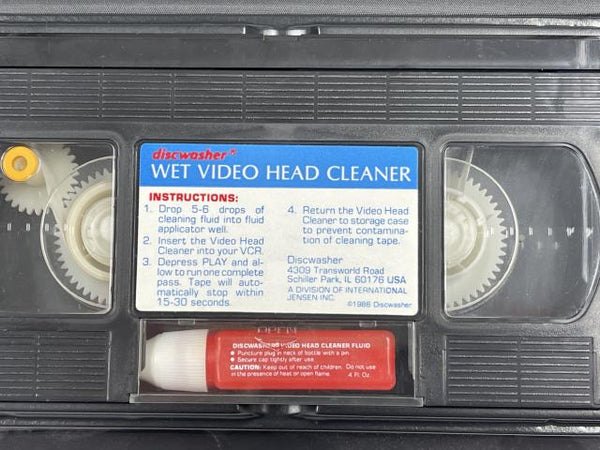 discwasher®
WET VIDEO HEAD CLEANER
INSTRUCTIONS:
1. Drop 5-6 drops of
cleaning fluid into fluid
applicator well.
2. Insert the Video Head
Cleaner into your VCR.
3. Depress PLAY and al-
low to run one complete
pass. Tape will auto-
matically stop within
15-30 seconds.
4. Return the Video Head
Cleaner to storage case
to prevent contamina-
tion of cleaning tape.
Discwasher
4309 Transworld Road
Schiller Park, IL 60176 USA
A DIVISION OF INTERNATIONAL
JENSEN INC.
©1986 Discwasher
OPEN
DISCWASHER VIDEO HEAD CLEANER FLUID
● Puncture plug in neck of bottle with a pin.
● Secure cap tightly after use.
CAUTION: Keep out of reach of children. Do not use
in the presence of heat or open flame. .4 Fl. Oz.